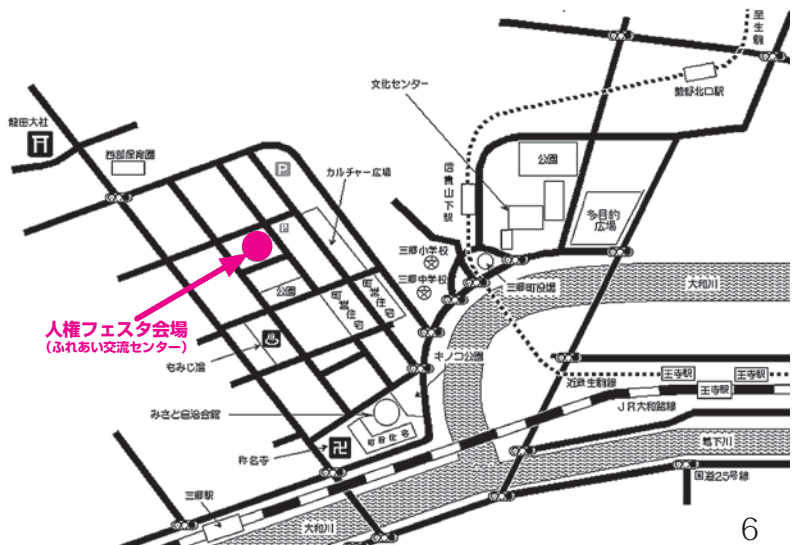 至生駒
勢野北口駅
文化センター
龍田大社
西部保育園
P
カルチャー広場
信貴山下駅
公園
多目的
広場
P
三郷小学校
三郷中学校
三郷町役場
大和川
公園
町営住宅
町営住宅
人権フェスタ会場
(ふれあい交流センター)
もみじ湯
キノコ公園
近鉄生駒線
王寺駅
王寺駅
王寺駅
JR大和路線
みさと自治会館
町営住宅
称名寺
卍
葛下川
国道25号線
三郷駅
大和川
6